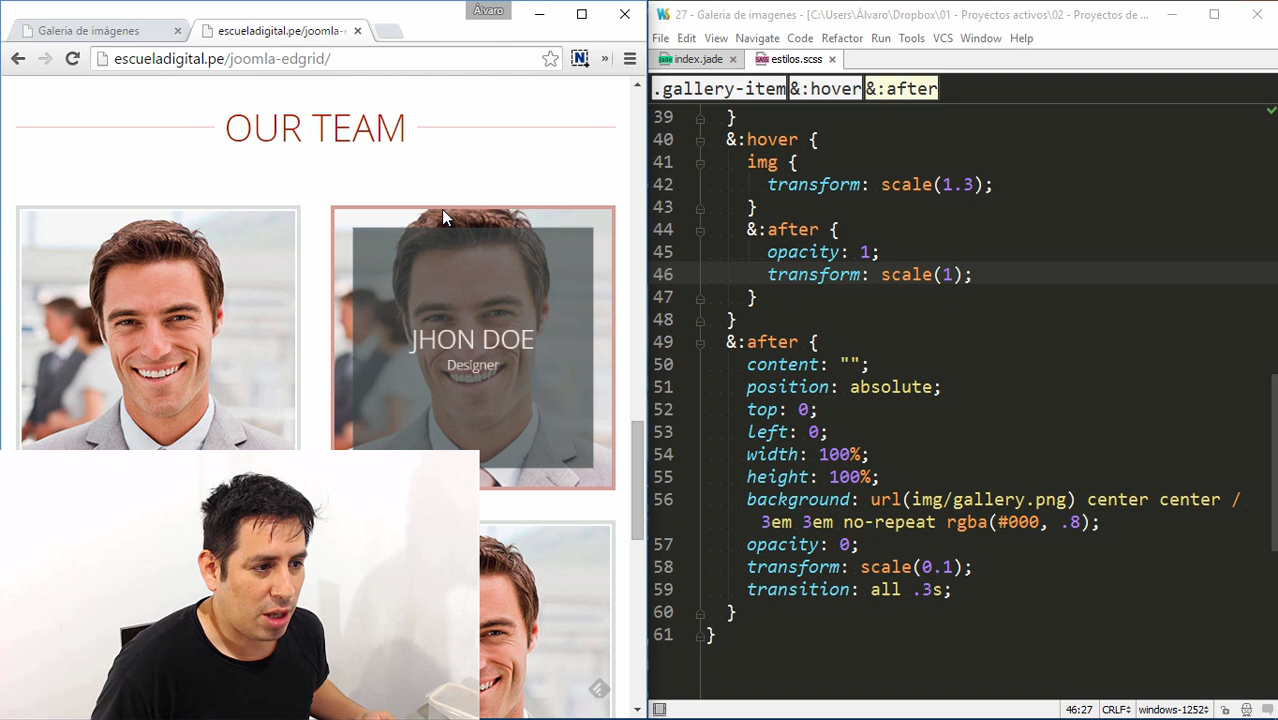 Álvaro
Galeria de imágenes
escueladigital.pe/joomla-e
escueladigital.pe/joomla-edgrid/
OUR TEAM
JHON DOE
Designer
27 - Galeria de imagenes - [C:\Users\Álvaro\Dropbox\01 - Proyectos activos\02 - Proyectos de ...
File Edit View Navigate Code Refactor Run Tools VCS Window Help
index.jade estilos.scss
.gallery-item &:hover &:after
39 }
40 &:hover {
41 img {
42 transform: scale(1.3);
43 }
44 &:after {
45 opacity: 1;
46 transform: scale(1);
47 }
48 }
49 &:after {
50 content: "";
51 position: absolute;
52 top: 0;
53 left: 0;
54 width: 100%;
55 height: 100%;
56 background: url(img/gallery.png) center center /
3em 3em no-repeat rgba(#000, .8);
57 opacity: 0;
58 transform: scale(0.1);
59 transition: all .3s;
60 }
61 }
46:27 CRLF windows-1252